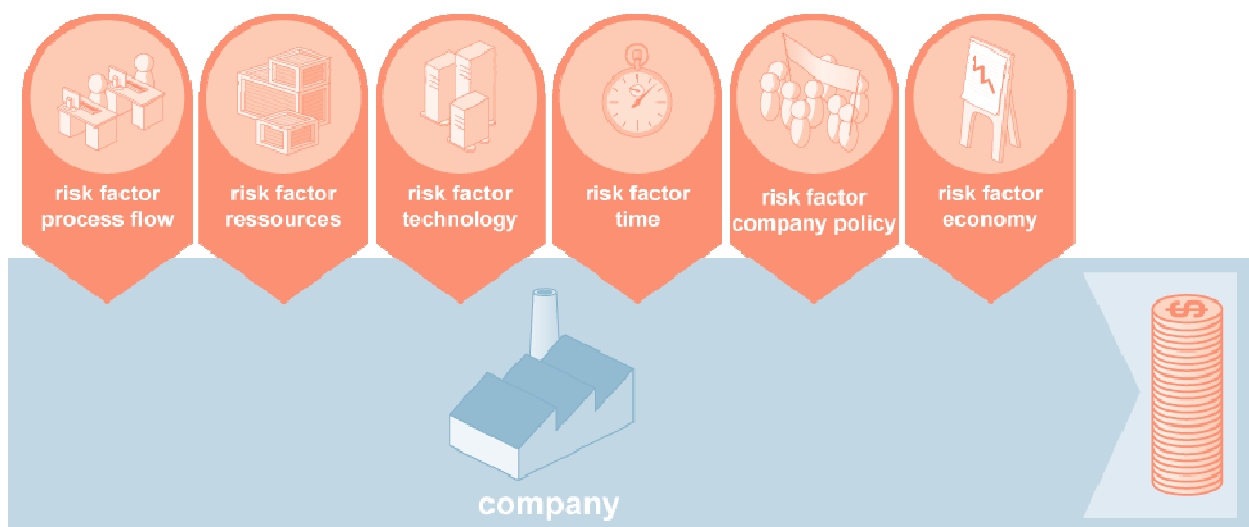 risk factor
process flow
risk factor
ressources
risk factor
technology
risk factor
time
risk factor
company policy
risk factor
economy
$
company